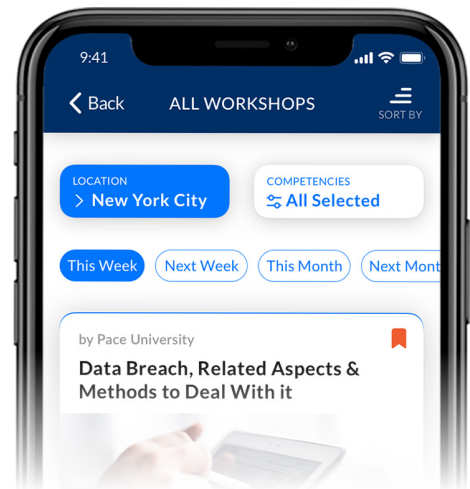 9:41
Back
ALL WORKSHOPS
SORT BY
LOCATION
New York City
COMPETENCIES
All Selected
This Week
Next Week
This Month
Next Mont
by Pace University
Data Breach, Related Aspects &
Methods to Deal With it